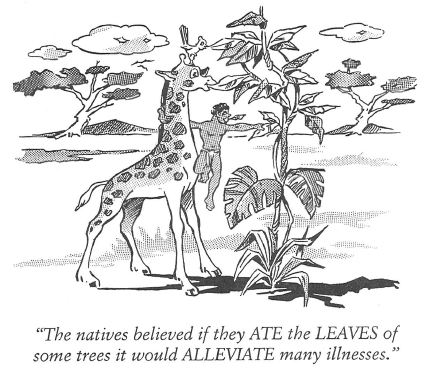 “The natives believed if they ATE the LEAVES of
some trees it would ALLEVIATE many illnesses.”